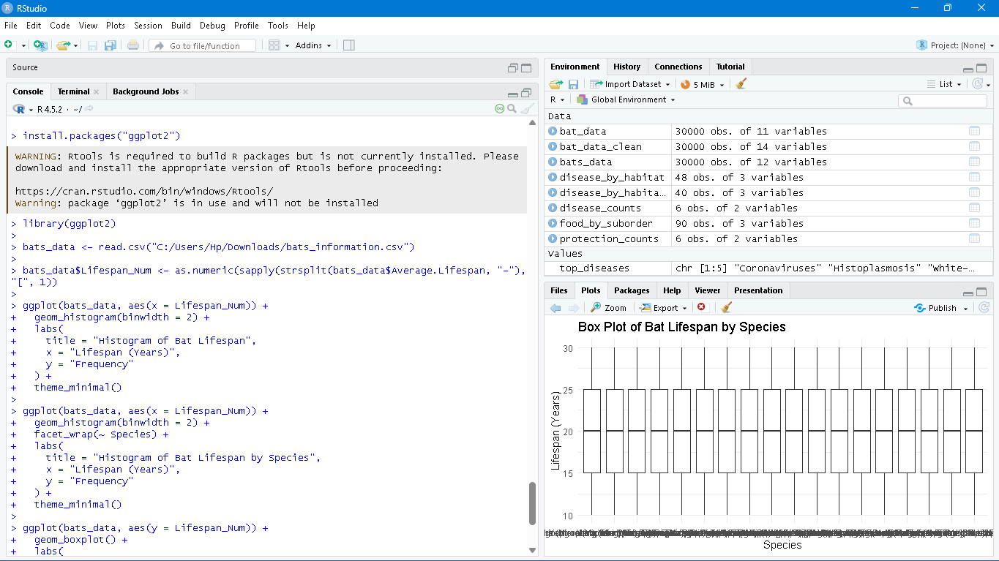 RStudio
File Edit Code View Plots Session Build Debug Profile Tools Help
Go to file/function Addins Project: (None)
Source
Console Terminal Background Jobs
R 4.5.2 · ~/
> install.packages("ggplot2")
WARNING: Rtools is required to build R packages but is not currently installed. Please
download and install the appropriate version of Rtools before proceeding:
https://cran.rstudio.com/bin/windows/Rtools/
Warning: package ‘ggplot2’ is in use and will not be installed
> library(ggplot2)
>
> bats_data <- read.csv("C:/Users/Hp/Downloads/bats_information.csv")
>
> bats_data$Lifespan_Num <- as.numeric(sapply(strsplit(bats_data$Average.Lifespan, "-"),
"[", 1))
>
> ggplot(bats_data, aes(x = Lifespan_Num)) +
+   geom_histogram(binwidth = 2) +
+   labs(
+     title = "Histogram of Bat Lifespan",
+     x = "Lifespan (Years)",
+     y = "Frequency"
+   ) +
+   theme_minimal()
>
> ggplot(bats_data, aes(x = Lifespan_Num)) +
+   geom_histogram(binwidth = 2) +
+   facet_wrap(~ Species) +
+   labs(
+     title = "Histogram of Bat Lifespan by Species",
+     x = "Lifespan (Years)",
+     y = "Frequency"
+   ) +
+   theme_minimal()
>
> ggplot(bats_data, aes(y = Lifespan_Num)) +
+   geom_boxplot() +
+   labs(
Environment History Connections Tutorial
Import Dataset 5 MiB List
R Global Environment
Data
bat_data 30000 obs. of 11 variables
bat_data_clean 30000 obs. of 14 variables
bats_data 30000 obs. of 12 variables
disease_by_habitat 48 obs. of 3 variables
disease_by_habita... 40 obs. of 3 variables
disease_counts 6 obs. of 2 variables
food_by_suborder 90 obs. of 3 variables
protection_counts 6 obs. of 2 variables
Values
top_diseases chr [1:5] "Coronaviruses" "Histoplasmosis" "White-...
Files Plots Packages Help Viewer Presentation
Zoom Export Publish
Box Plot of Bat Lifespan by Species
Lifespan (Years)
30
25
20
15
10
Species